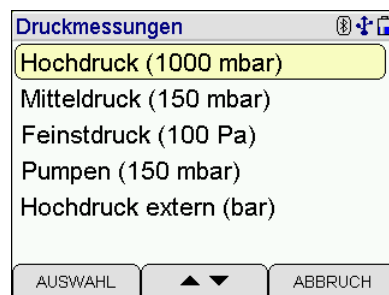 Druckmessungen
Hochdruck (1000 mbar)
Mitteldruck (150 mbar)
Feinstdruck (100 Pa)
Pumpen (150 mbar)
Hochdruck extern (bar)
AUSWAHL ▲ ▼ ABBRUCH